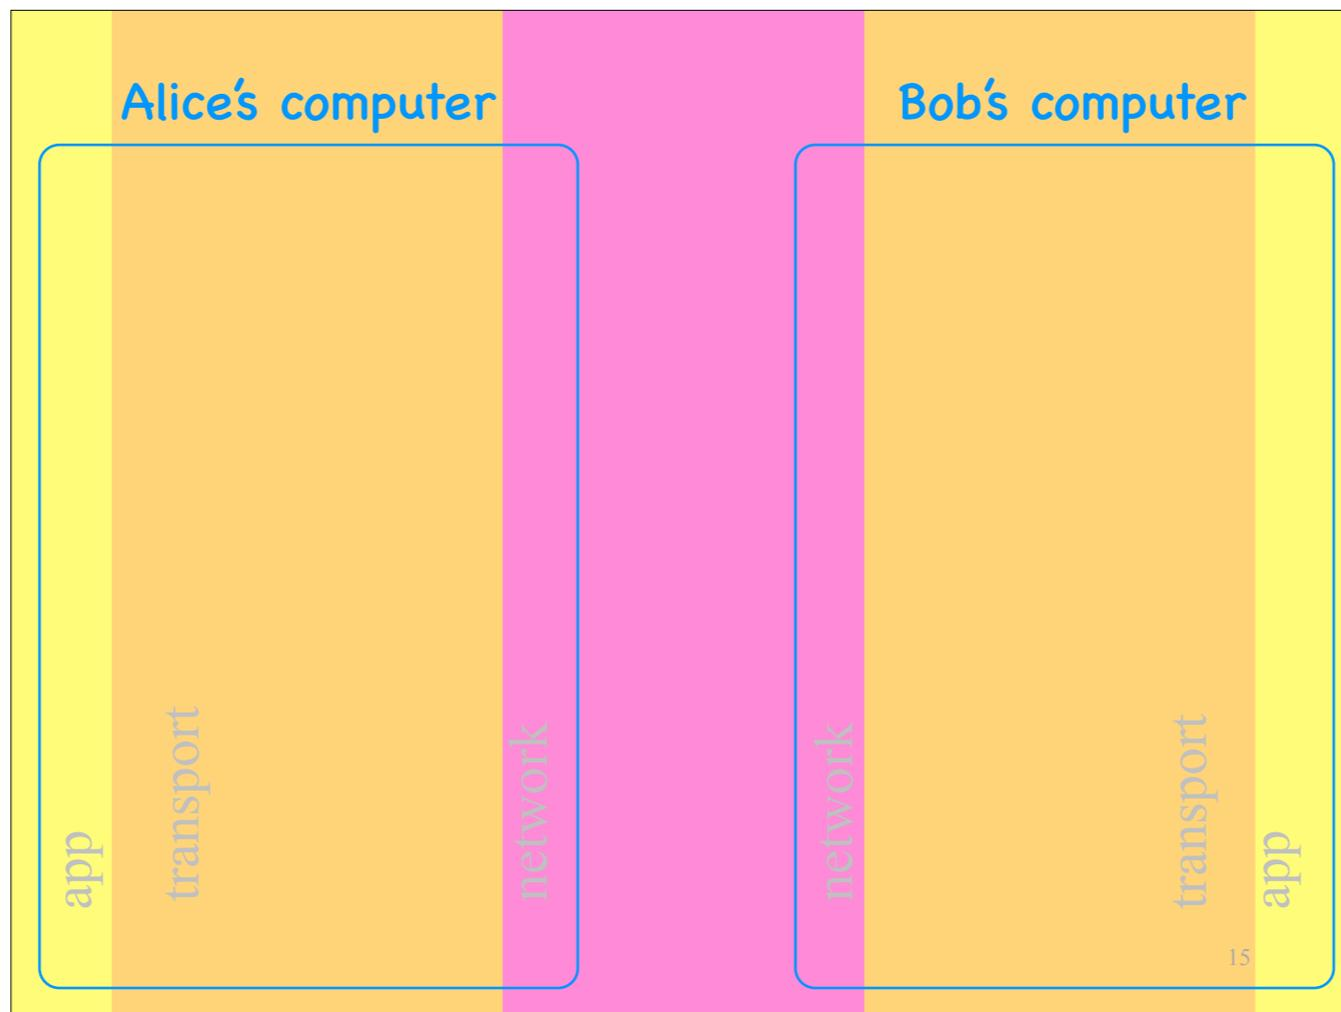 Alice's computer
Bob's computer
app
transport
network
network
transport
app
15